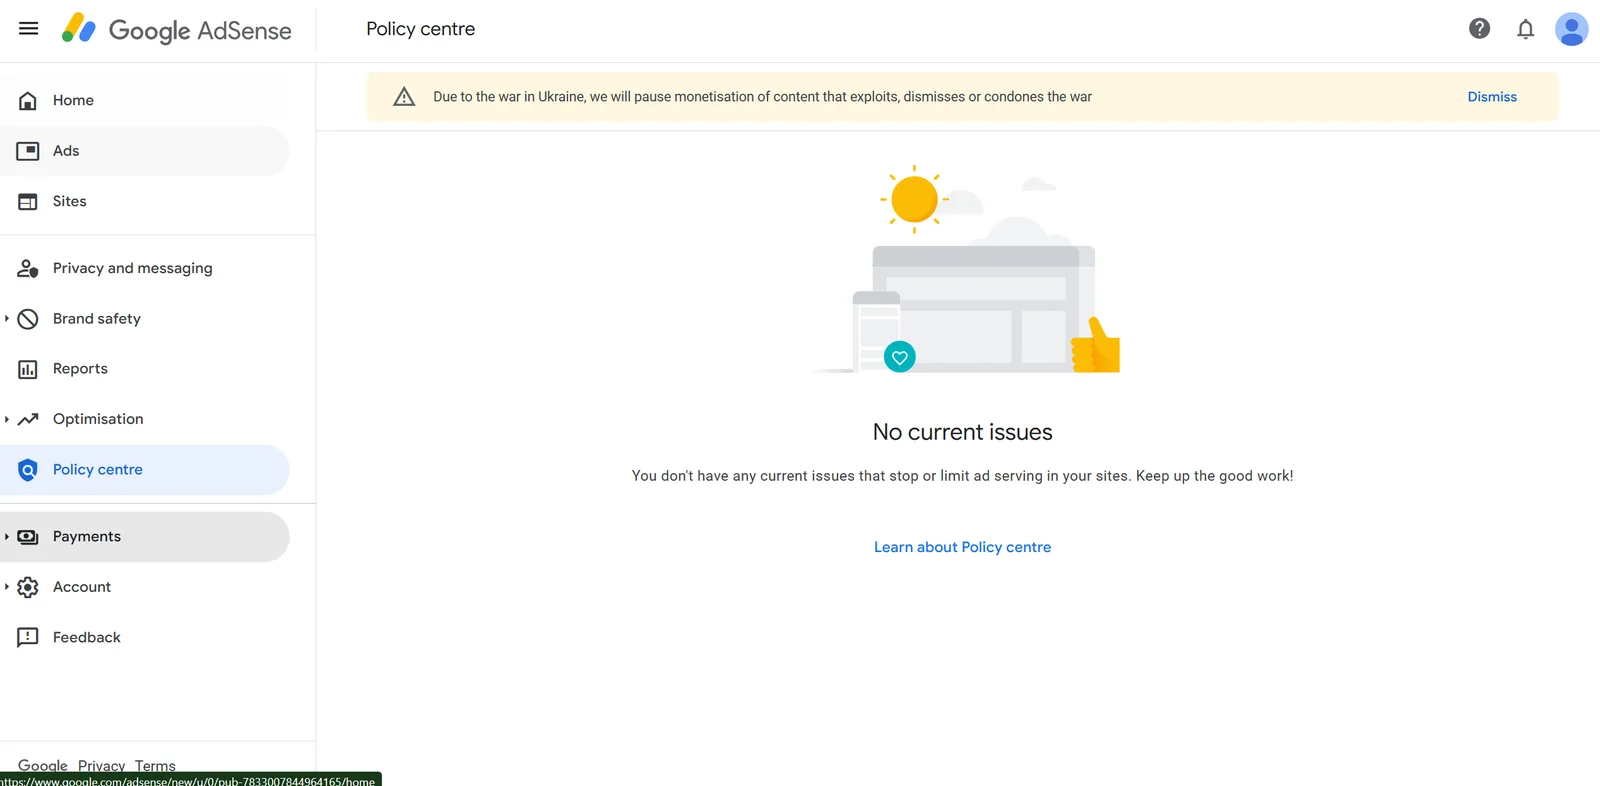 Google AdSense
Policy centre
Due to the war in Ukraine, we will pause monetisation of content that exploits, dismisses or condones the war
Dismiss
Home
Ads
Sites
Privacy and messaging
Brand safety
Reports
Optimisation
Policy centre
Payments
Account
Feedback
No current issues
You don't have any current issues that stop or limit ad serving in your sites. Keep up the good work!
Learn about Policy centre
Google Privacy Terms
https://www.google.com/adsense/new/u/0/pub-7833007844964165/home